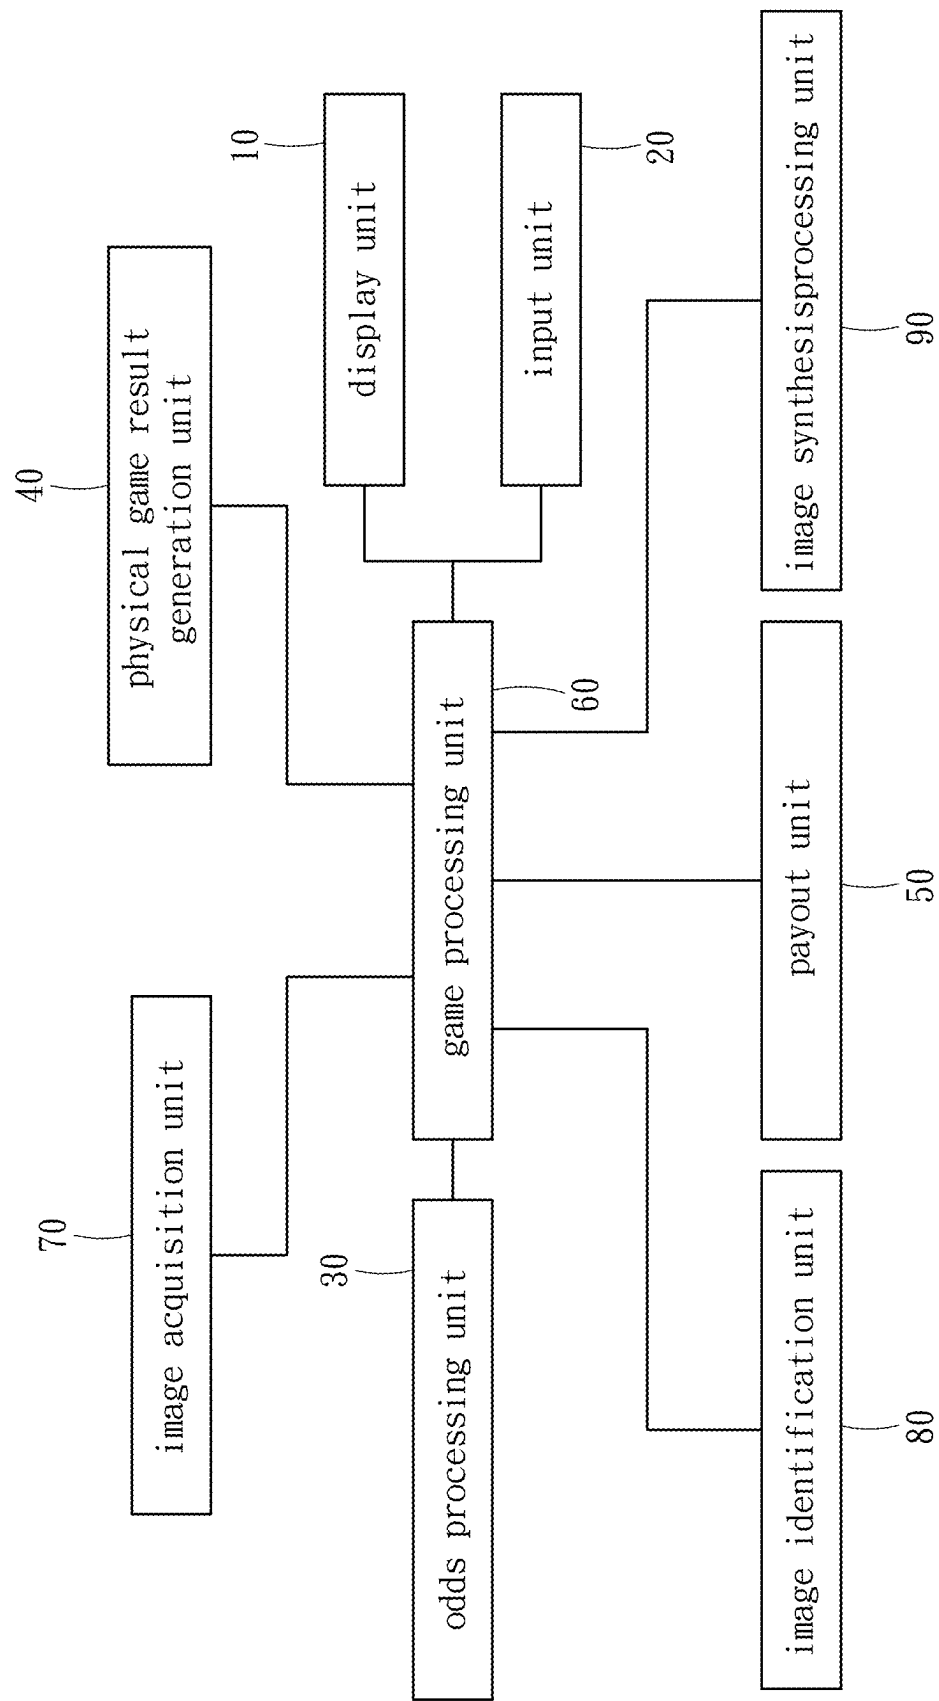 70
image acquisition unit
40
physical game result
generation unit
30
odds processing unit
game processing unit
60
10
display unit
input unit
20
image identification unit
80
payout unit
50
image synthesisprocessing unit
90